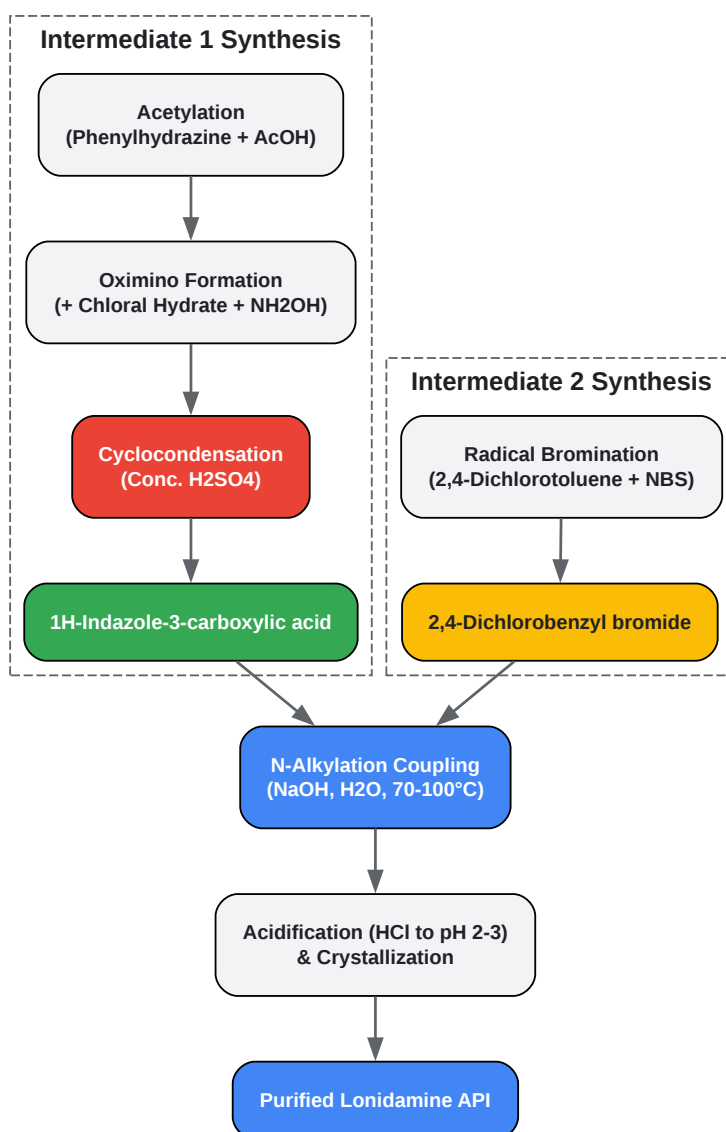 Intermediate 1 Synthesis
Acetylation
(Phenylhydrazine + AcOH)
Oximino Formation
(+ Chloral Hydrate + NH2OH)
Cyclocondensation
(Conc. H2SO4)
1H-Indazole-3-carboxylic acid
Intermediate 2 Synthesis
Radical Bromination
(2,4-Dichlorotoluene + NBS)
2,4-Dichlorobenzyl bromide
N-Alkylation Coupling
(NaOH, H2O, 70-100°C)
Acidification (HCl to pH 2-3)
& Crystallization
Purified Lonidamine API